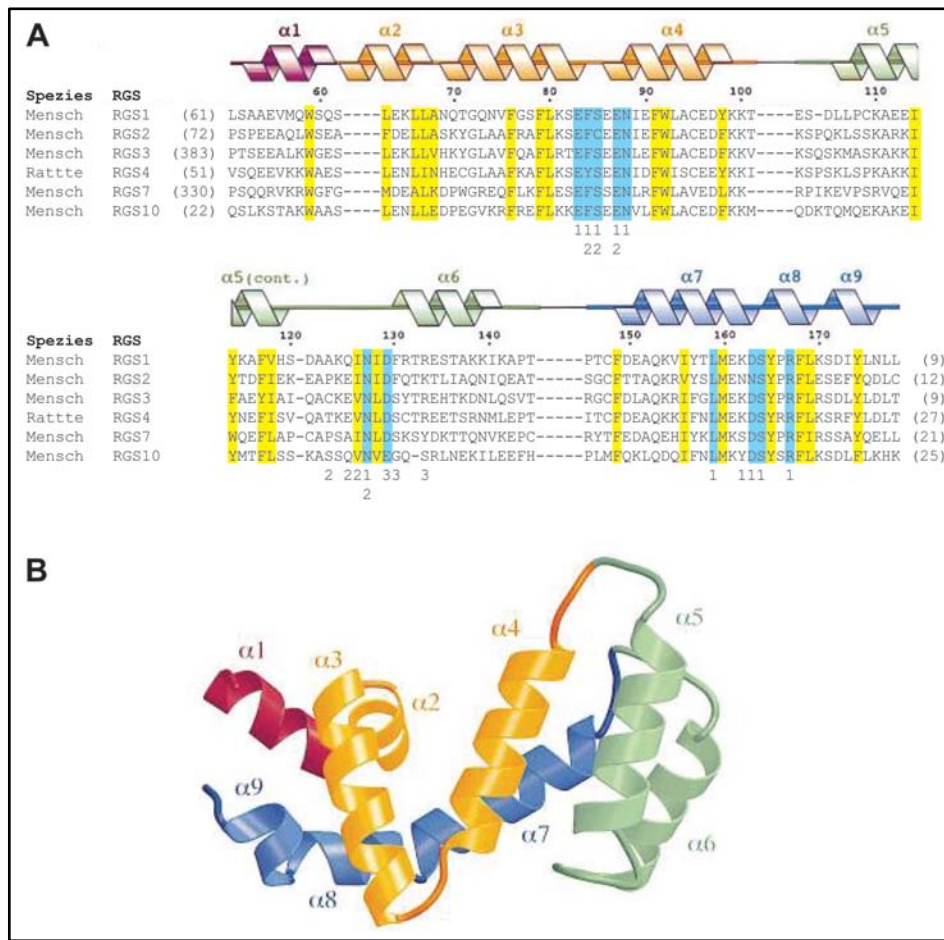 A
α1 α2 α3 α4 α5
Spezies RGS 60 70 80 90 100 110
Mensch RGS1 (61) LSAAEVMQWSQS----LEKLLANQTGQNVFGSFLKSEFSEENIEFWLACEDYKKT----ES-DLLPCKAEEI
Mensch RGS2 (72) PSPEEAQLWSEA----FDELLASKYGLAAFRAFLKSEFCEENIEFWLACEDFKKT----KSPQKLSSKARKI
Mensch RGS3 (383) PTSEEALKWGES----LEKLLVHKYGLAVFQAFLRTEFSEENLEFWLACEDFKKV----KSQSKMASKAKKI
Rattte RGS4 (51) VSQEEVKKWAES----LENLINHECGLAAFKAFLKSEYSEENIDFWISCEEYKKI----KSPSKLSPKAKKI
Mensch RGS7 (330) PSQQRVKRWGFG----MDEALKDPWGREQFLKFLESEFSSENLRFWLAVEDLKKR----RPIKEVPSRVQEI
Mensch RGS10 (22) QSLKSTAKWAAS----LENLLEDPEGVKRFREFLKKEFSEENVLFWLACEDFKKM----QDKTQMQEKAKEI
111 11
22 2
α5(cont.) α6 α7 α8 α9
120 130 140 150 160 170
Spezies RGS
Mensch RGS1 YKAFVHS-DAAKQINIDFRTRESTAKKIKAPT-----PTCFDEAQKVIYTLMEKDSYPRFLKSDIYLNLL (9)
Mensch RGS2 YTDFIEK-EAPKEINIDFQTKTLIAQNIQEAT-----SGCFTTAQKRVYSLMENNSYPRFLESEFYQDLC (12)
Mensch RGS3 FAEYIAI-QACKEVNLDSYTREHTKDNLQSVT-----RGCFDLAQKRIFGLMEKDSYPRFLRSDLYLDLT (9)
Rattte RGS4 YNEFISV-QATKEVNLDSCTREETSRNMLEPT-----ITCFDEAQKKIFNLMEKDSYRRFLKSRFYLDLT (27)
Mensch RGS7 WQEFLAP-CAPSAINLDSKSYDKTTQNVKEPC-----RYTFEDAQEHIYKLMKSDSYPRFIRSSAYQELL (21)
Mensch RGS10 YMTFLSS-KASSQVNVEGQ-SRLNEKILEEFH-----PLMFQKLQDQIFNLMKYDSYSRFLKSDLFLKHK (25)
2 2221 33 3 1 1111 1
2
B
α1
α3
α2
α4
α5
α9
α7
α8
α6